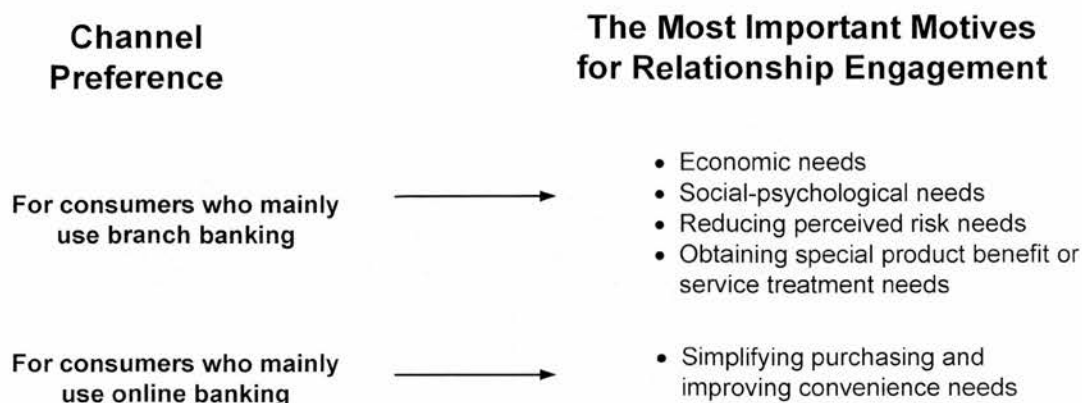 Channel
Preference
The Most Important Motives
for Relationship Engagement
For consumers who mainly
use branch banking
• Economic needs
• Social-psychological needs
• Reducing perceived risk needs
• Obtaining special product benefit or
service treatment needs
For consumers who mainly
use online banking
• Simplifying purchasing and
improving convenience needs